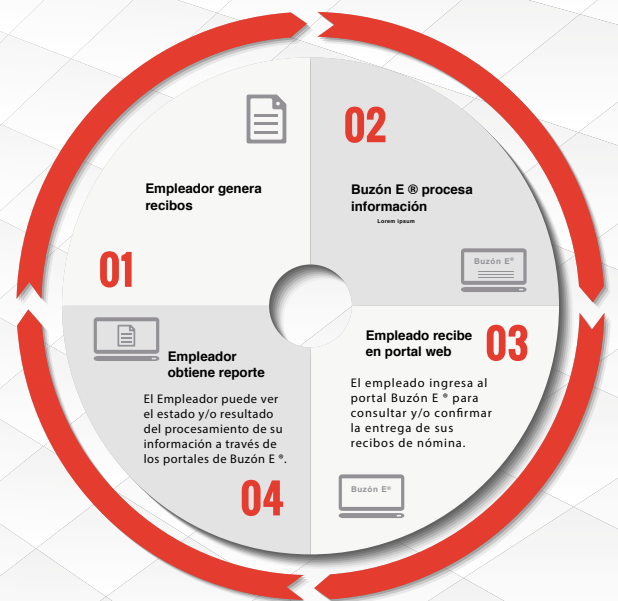 01
Empleador genera
recibos
02
Buzón E ® procesa
información
Lorem ipsum
Buzón E®
03
Empleado recibe
en portal web
El empleado ingresa al
portal Buzón E ® para
consultar y/o confirmar
la entrega de sus
recibos de nómina.
Buzón E®
Empleador
obtiene reporte
El Empleador puede ver
el estado y/o resultado
del procesamiento de su
información a través de
los portales de Buzón E ®.
04